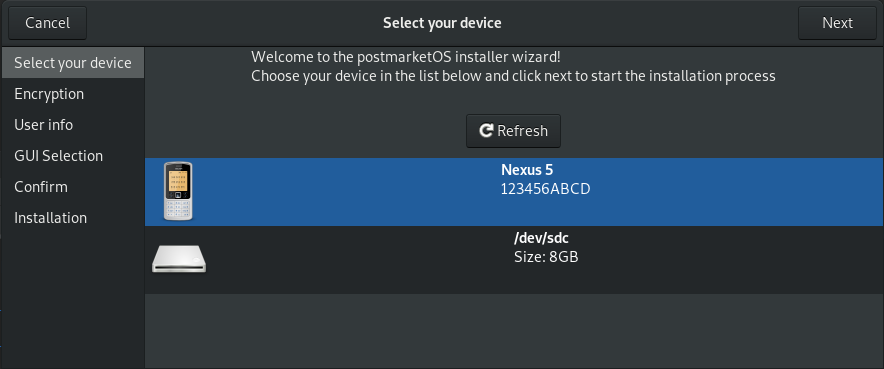 Cancel
Select your device
Next
Select your device
Encryption
User info
GUI Selection
Confirm
Installation
Welcome to the postmarketOS installer wizard!
Choose your device in the list below and click next to start the installation process
Refresh
Nexus 5
123456ABCD
/dev/sdc
Size: 8GB